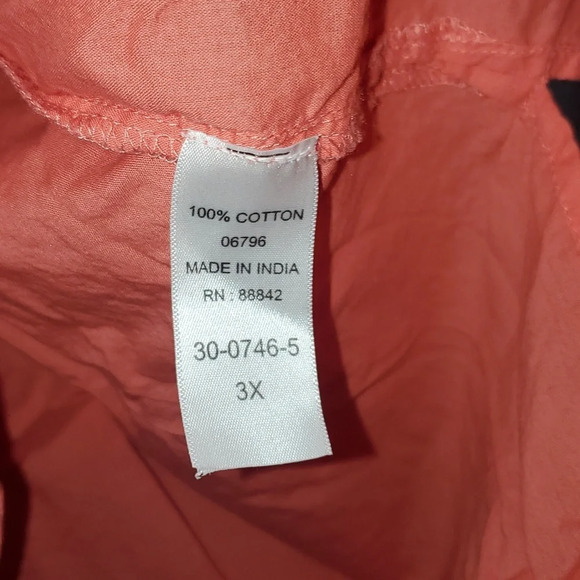 100% COTTON
06796
MADE IN INDIA
RN : 88842
30-0746-5
3X